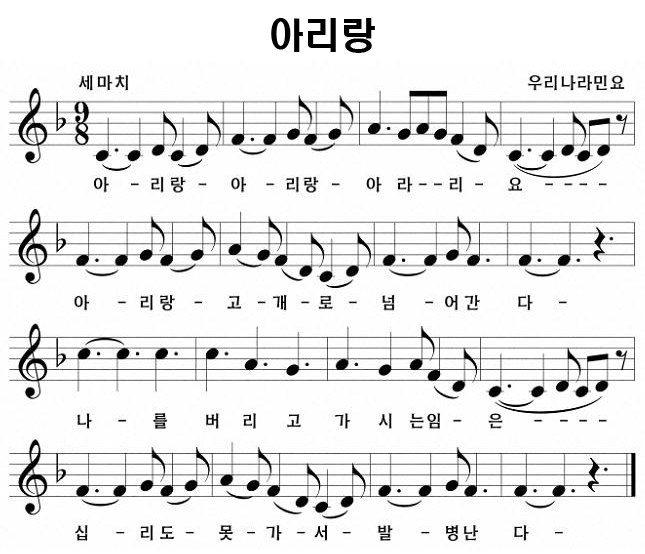 아리랑
세마치 우리나라민요
9
8
아 - 리랑 - 아 - 리랑 - 아 라 - - 리 - 요 - - - -
아 - 리랑 - 고 - 개 - 로 - 넘 - 어간 다 -
나 - 를 버 리 고 가 시 는임 - 은 - - - -
십 - 리도 - 못 - 가 - 서 - 발 - 병난 다 -